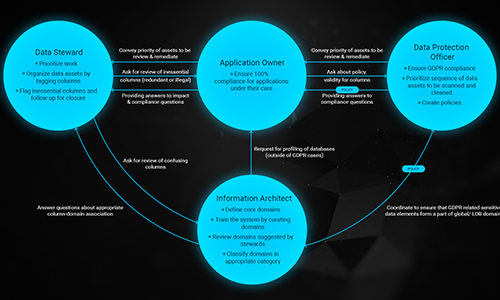 Data Steward
Prioritize work
Organize data assets by
tagging columns
Flag inessential columns and
follow up for closure
Convey priority of assets to be
review & remediate
Ask for review of inessential
columns (redundant or illegal)
Providing answers to impact
& compliance questions
Application Owner
Ensure 100%
compliance for applications
under their care
Convey priority of assets to be
review & remediate
Ask about policy
validity for columns
POLICY
Providing answers to
compliance questions
Data Protection
Officer
Ensure GDPR compliance
Prioritize sequence of data
assets to be scanned and
cleaned
Create policies
Request for profiling of databases
(outside of GDPR cases)
Ask for review of confusing
columns
POLICY
Answer questions about appropriate
column-domain association
Information Architect
Define core domains
Train the system by curating
domains
Review domains suggested by
stewards
Classify domains in
appropriate category
Coordinate to ensure that GDPR related sensitive
data elements form a part of global/ LOB domains